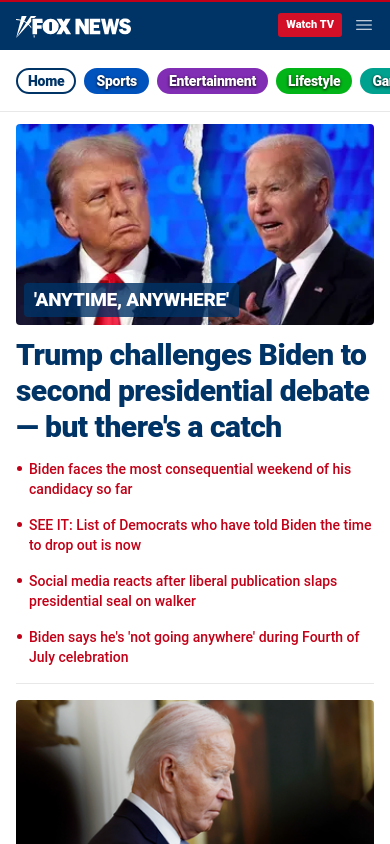 FOX NEWS
Watch TV
Home
Sports
Entertainment
Lifestyle
'ANYTIME, ANYWHERE'
Trump challenges Biden to
second presidential debate
— but there's a catch
• Biden faces the most consequential weekend of his
candidacy so far
• SEE IT: List of Democrats who have told Biden the time
to drop out is now
• Social media reacts after liberal publication slaps
presidential seal on walker
• Biden says he's 'not going anywhere' during Fourth of
July celebration